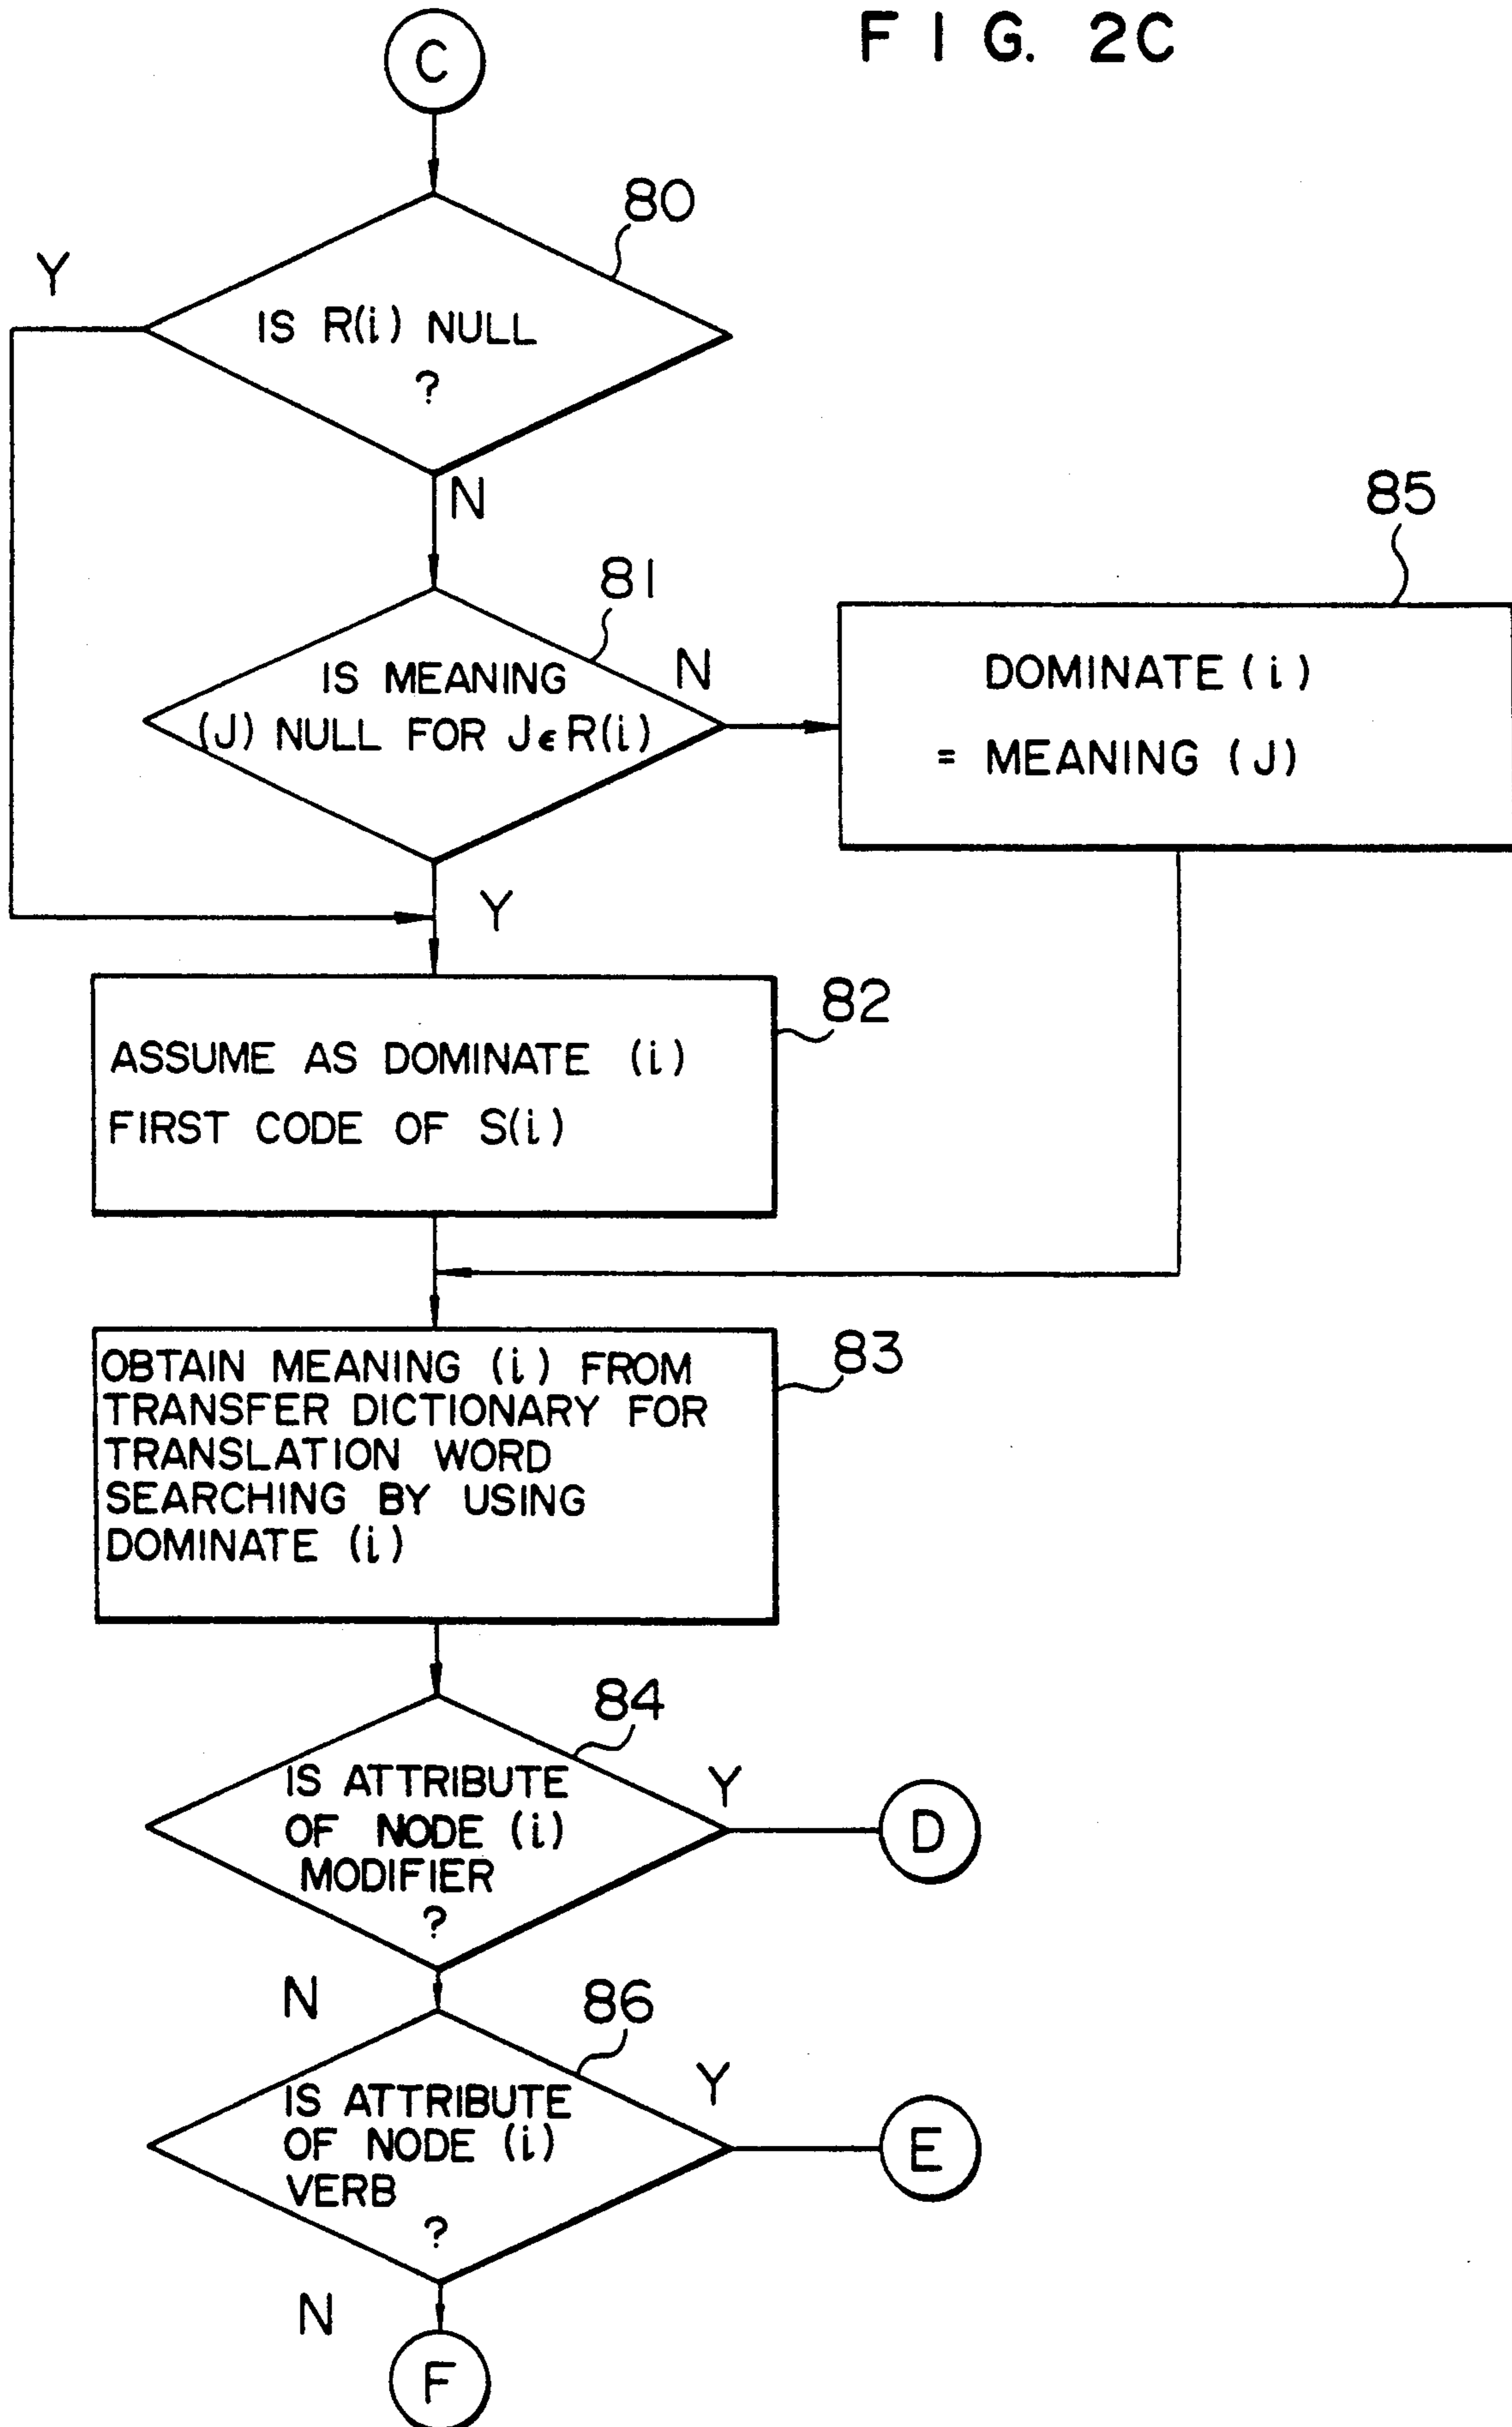 FIG. 2C
C
80
Y
IS R(i) NULL
?
N
81
85
IS MEANING
(J) NULL FOR JϵR(i)
N
DOMINATE (i)
= MEANING (J)
Y
82
ASSUME AS DOMINATE (i)
FIRST CODE OF S(i)
83
OBTAIN MEANING (i) FROM
TRANSFER DICTIONARY FOR
TRANSLATION WORD
SEARCHING BY USING
DOMINATE (i)
84
IS ATTRIBUTE
OF NODE (i)
MODIFIER
?
Y
D
N
86
IS ATTRIBUTE
OF NODE (i)
VERB
?
Y
E
N
F